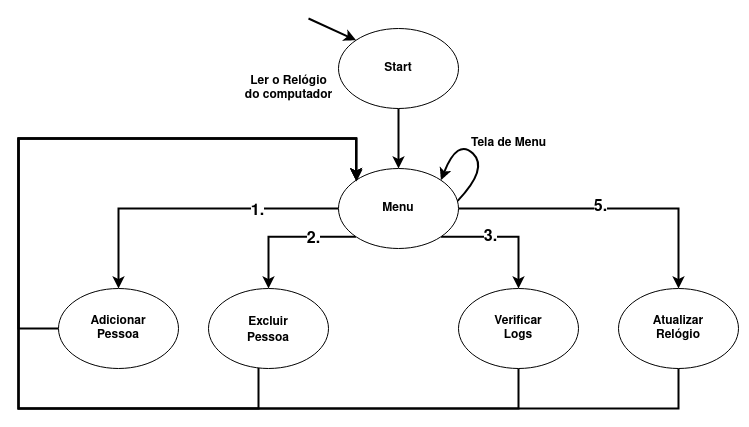 Start
Ler o Relógio
do computador
Tela de Menu
Menu
1.
2.
3.
5.
Adicionar
Pessoa
Excluir
Pessoa
Verificar
Logs
Atualizar
Relógio